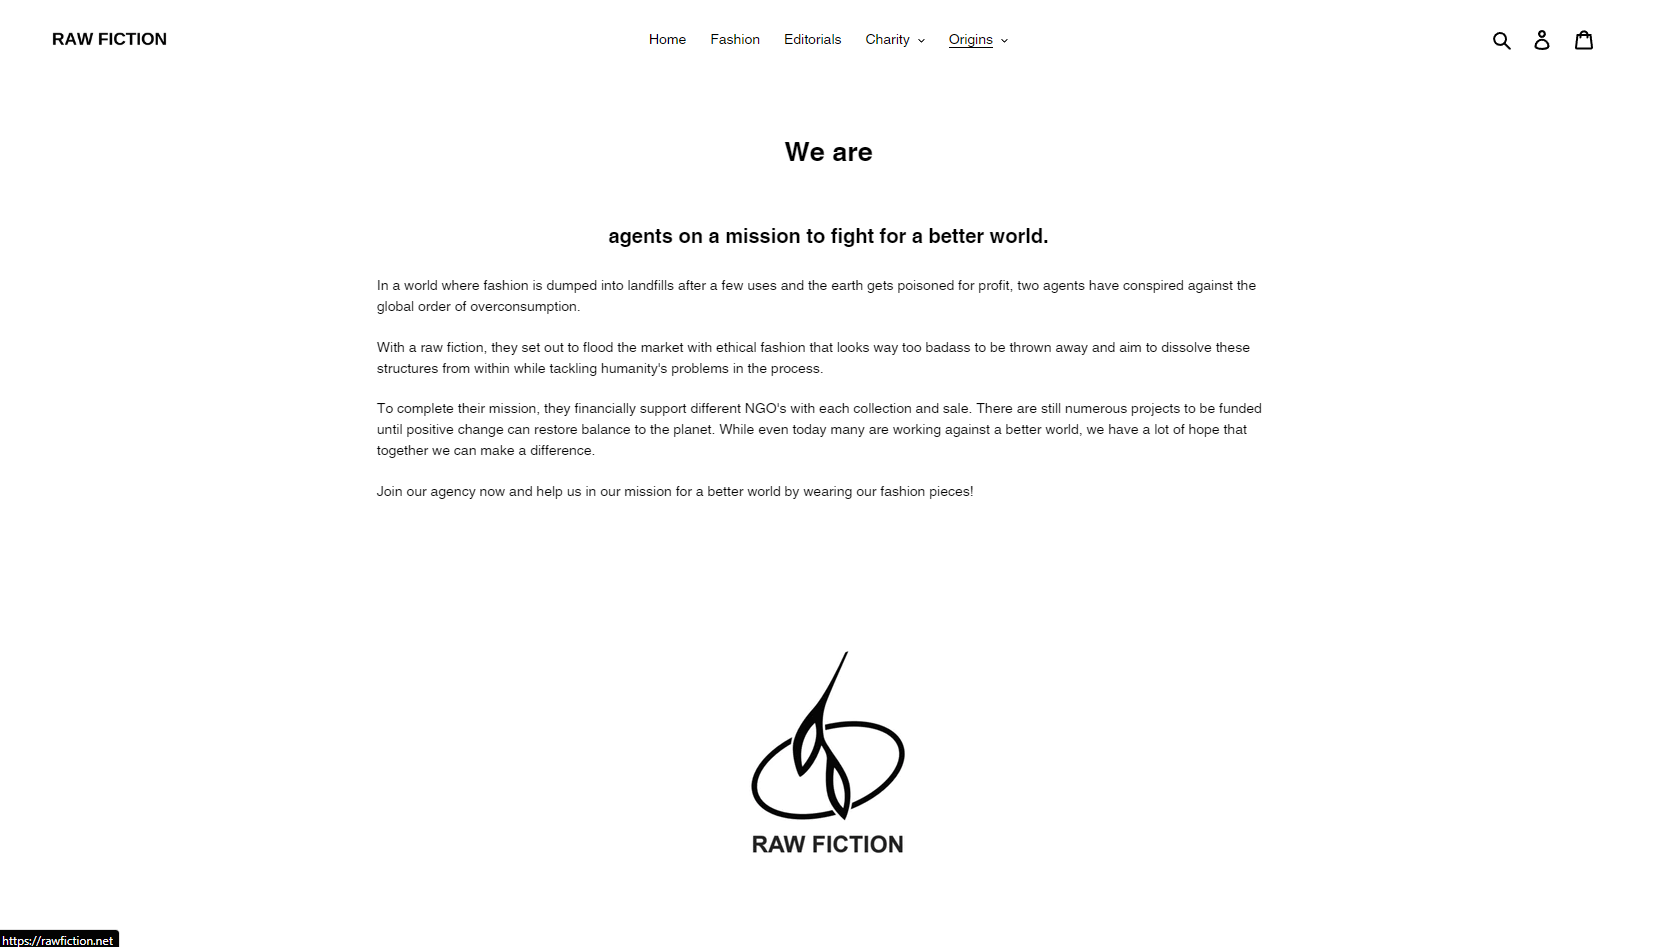 RAW FICTION
Home Fashion Editorials Charity Origins
We are
agents on a mission to fight for a better world.
In a world where fashion is dumped into landfills after a few uses and the earth gets poisoned for profit, two agents have conspired against the
global order of overconsumption.
With a raw fiction, they set out to flood the market with ethical fashion that looks way too badass to be thrown away and aim to dissolve these
structures from within while tackling humanity's problems in the process.
To complete their mission, they financially support different NGO's with each collection and sale. There are still numerous projects to be funded
until positive change can restore balance to the planet. While even today many are working against a better world, we have a lot of hope that
together we can make a difference.
Join our agency now and help us in our mission for a better world by wearing our fashion pieces!
RAW FICTION
https://rawfiction.net